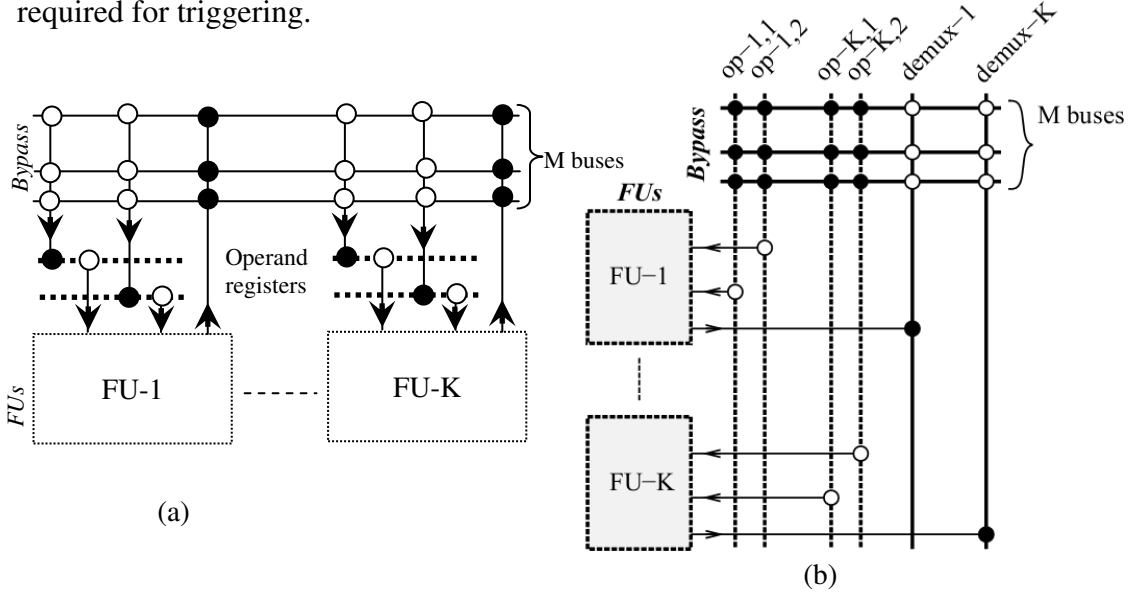 required for triggering.
Bypass
M buses
Operand
registers
FUs
FU-1
FU-K
(a)
op-1,1
op-1,2
op-K,1
op-K,2
demux-1
demux-K
Bypass
M buses
FUs
FU-1
FU-K
(b)